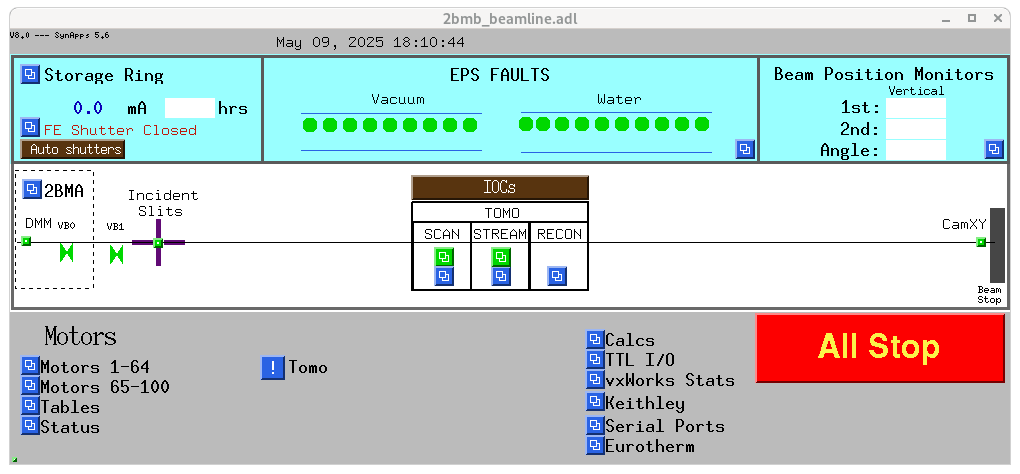 2bmb_beamline.adl
V8.0 --- SynApps 5.6
May 09, 2025 18:10:44
Storage Ring
0.0 mA hrs
FE Shutter Closed
Auto shutters
EPS FAULTS
Vacuum
Water
Beam Position Monitors
Vertical
1st:
2nd:
Angle:
2BMA
DMM VB0
VB1
Incident
Slits
IOCs
TOMO
SCAN STREAM RECON
CamXY
Beam
Stop
Motors
Motors 1-64
Motors 65-100
Tables
Status
! Tomo
Calcs
TTL I/O
vxWorks Stats
Keithley
Serial Ports
Eurotherm
All Stop